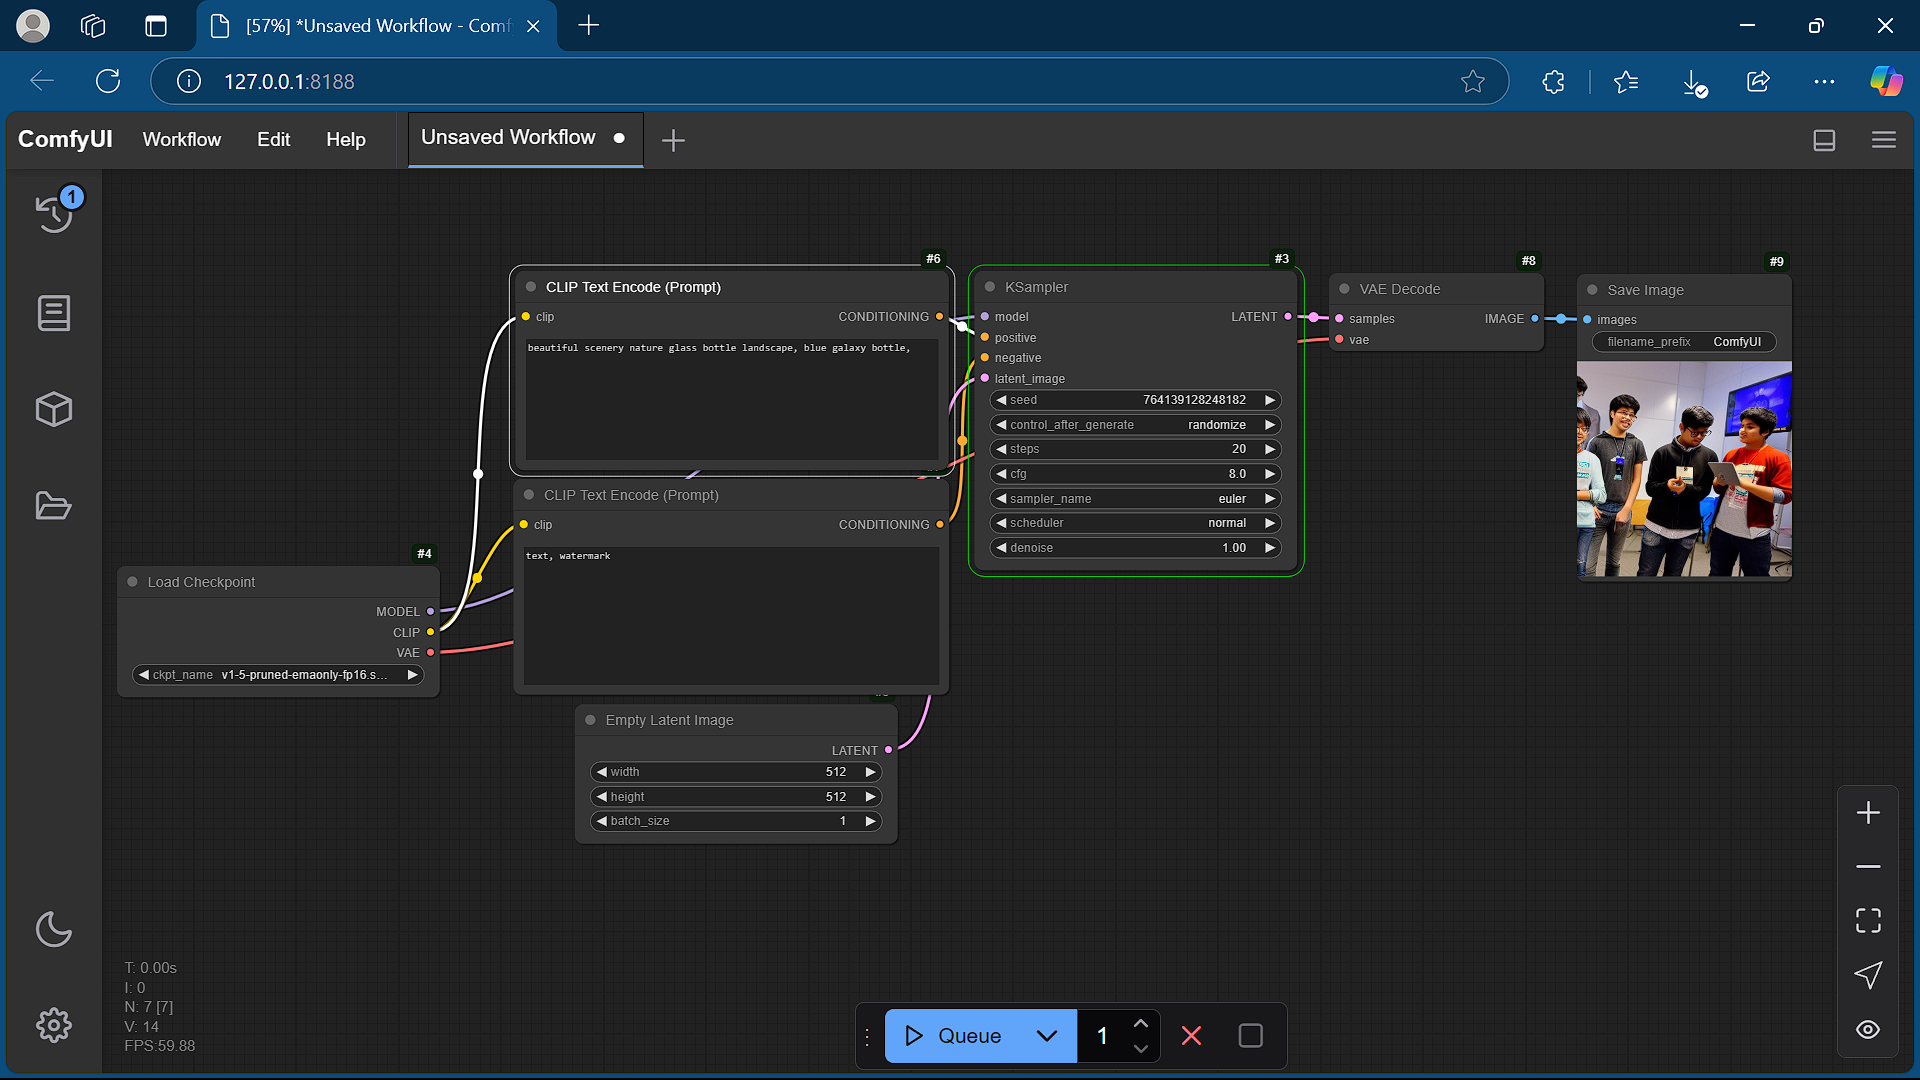 [57%] *Unsaved Workflow - Comf
127.0.0.1:8188
ComfyUI Workflow Edit Help Unsaved Workflow
1
#6
CLIP Text Encode (Prompt)
clip CONDITIONING
beautiful scenery nature glass bottle landscape, blue galaxy bottle,
CLIP Text Encode (Prompt)
clip CONDITIONING
text, watermark
#4
Load Checkpoint
MODEL
CLIP
VAE
ckpt_name v1-5-pruned-emaonly-fp16.s...
Empty Latent Image
LATENT
width 512
height 512
batch_size 1
#3
KSampler
model LATENT
positive
negative
latent_image
seed 764139128248182
control_after_generate randomize
steps 20
cfg 8.0
sampler_name euler
scheduler normal
denoise 1.00
#8
VAE Decode
samples IMAGE
vae
#9
Save Image
images
filename_prefix ComfyUI
T: 0.00s
I: 0
N: 7 [7]
V: 14
FPS:59.88
Queue 1